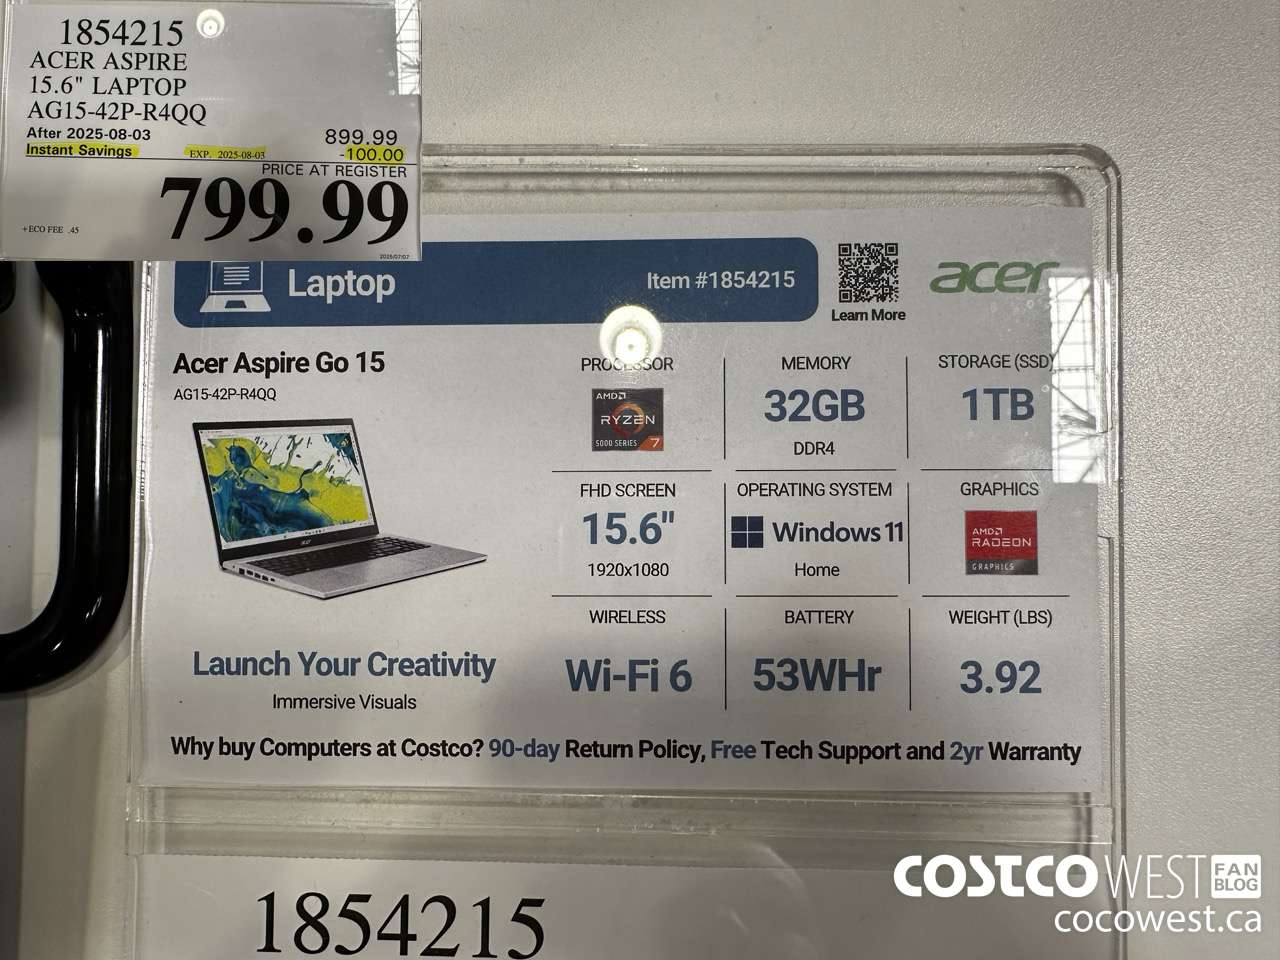 1854215
ACER ASPIRE
15.6" LAPTOP
AG15-42P-R4QQ
After 2025-08-03 899.99
Instant Savings EXP. 2025-08-03 -100.00
PRICE AT REGISTER
799.99
+ECO FEE .45
2025/07/07
Laptop Item #1854215
Learn More
acer
Acer Aspire Go 15
AG15-42P-R4QQ
PROCESSOR MEMORY STORAGE (SSD)
AMD RYZEN 5000 SERIES 7
32GB 1TB
DDR4
FHD SCREEN OPERATING SYSTEM GRAPHICS
15.6" Windows 11 AMD RADEON GRAPHICS
1920x1080 Home
WIRELESS BATTERY WEIGHT (LBS)
Wi-Fi 6 53WHr 3.92
Launch Your Creativity
Immersive Visuals
Why buy Computers at Costco? 90-day Return Policy, Free Tech Support and 2yr Warranty
1854215
COSTCO WEST FAN BLOG
cocowest.ca